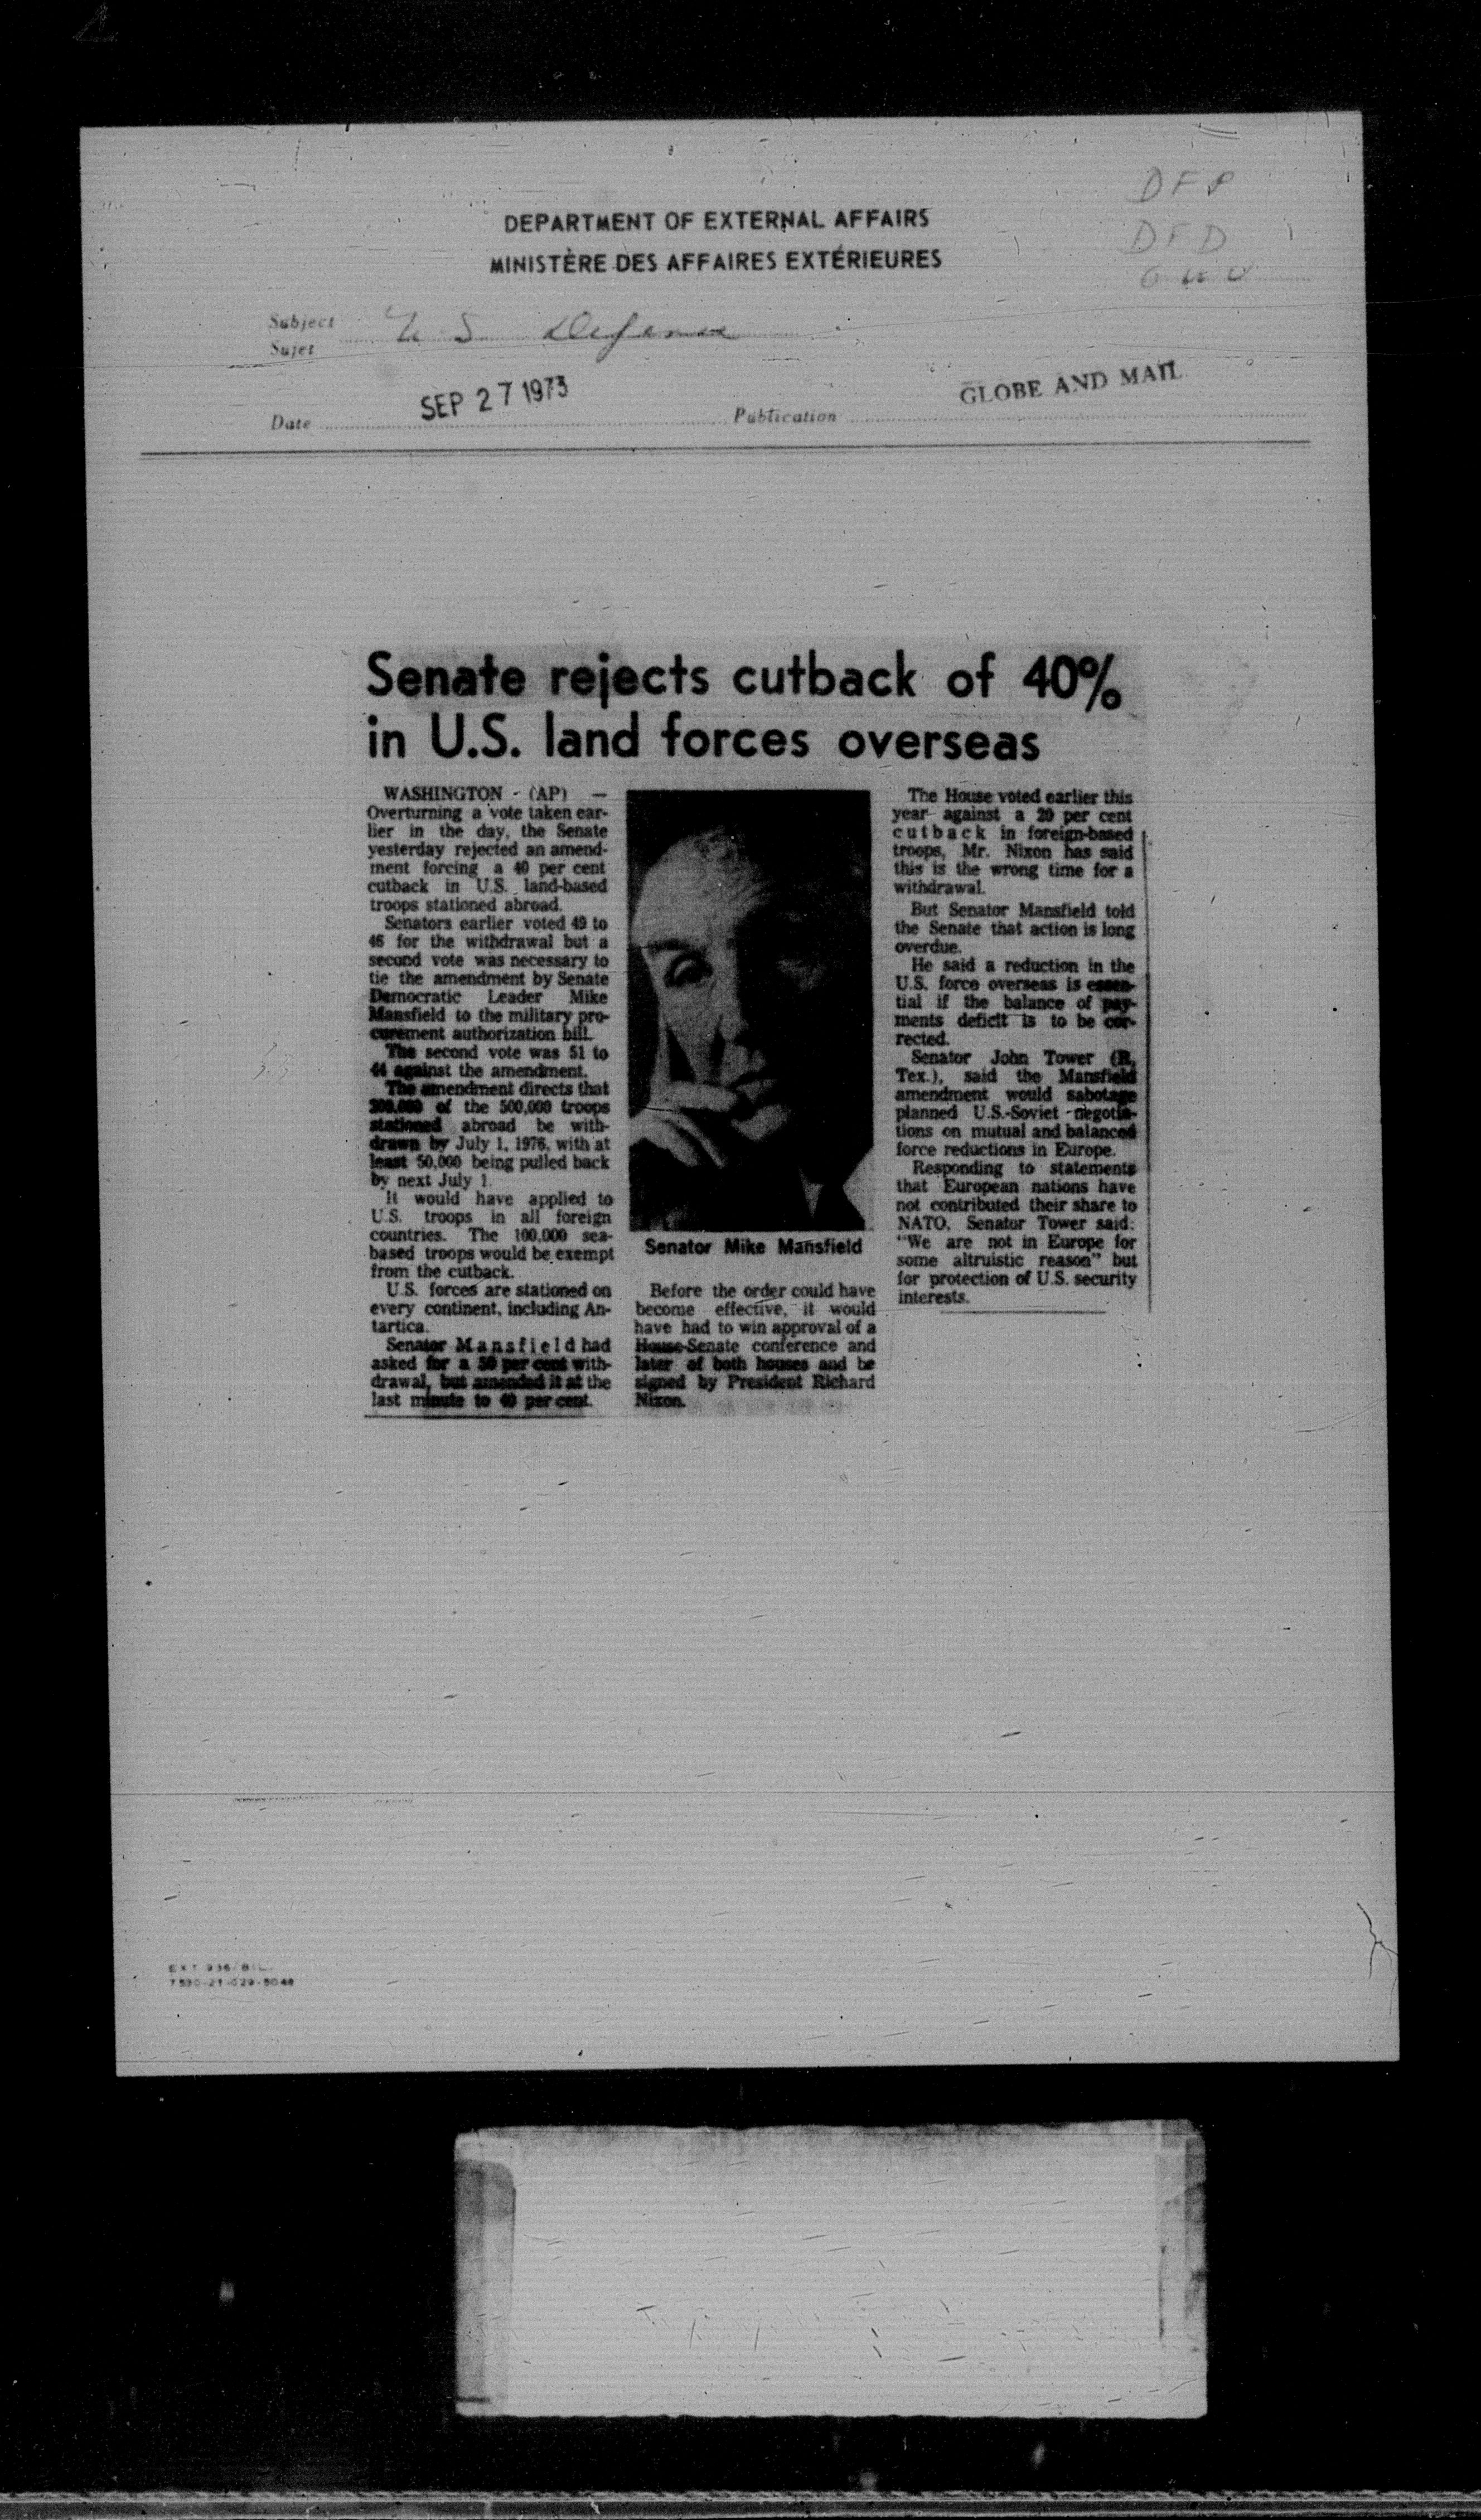 DFP
DFD
DEPARTMENT OF EXTERNAL AFFAIRS
MINISTÈRE DES AFFAIRES EXTÉRIEURES
Subject
Sujet
U S Defence
Date
SEP 27 1973
Publication
GLOBE AND MAIL
Senate rejects cutback of 40%
in U.S. land forces overseas
WASHINGTON - (AP) —
Overturning a vote taken ear-
lier in the day, the Senate
yesterday rejected an amend-
ment forcing a 40 per cent
cutback in U.S. land-based
troops stationed abroad.
Senators earlier voted 49 to
46 for the withdrawal but a
second vote was necessary to
tie the amendment by Senate
Democratic Leader Mike
Mansfield to the military pro-
curement authorization bill.
The second vote was 51 to
44 against the amendment.
The amendment directs that
200,000 of the 500,000 troops
stationed abroad be with-
drawn by July 1, 1976, with at
least 50,000 being pulled back
by next July 1.
It would have applied to
U.S. troops in all foreign
countries. The 100,000 sea-
based troops would be exempt
from the cutback.
U.S. forces are stationed on
every continent, including An-
tartica.
Senator Mansfield had
asked for a 50 per cent with-
drawal, but amended it at the
last minute to 40 per cent.
Senator Mike Mansfield
Before the order could have
become effective, it would
have had to win approval of a
House-Senate conference and
later of both houses and be
signed by President Richard
Nixon.
The House voted earlier this
year against a 20 per cent
cutback in foreign-based
troops, Mr. Nixon has said
this is the wrong time for a
withdrawal.
But Senator Mansfield told
the Senate that action is long
overdue.
He said a reduction in the
U.S. force overseas is essen-
tial if the balance of pay-
ments deficit is to be cor-
rected.
Senator John Tower (R,
Tex.), said the Mansfield
amendment would sabotage
planned U.S.-Soviet negotia-
tions on mutual and balanced
force reductions in Europe.
Responding to statements
that European nations have
not contributed their share to
NATO, Senator Tower said:
"We are not in Europe for
some altruistic reason" but
for protection of U.S. security
interests.
EXT 936/BIL.
7530-21-029-5046